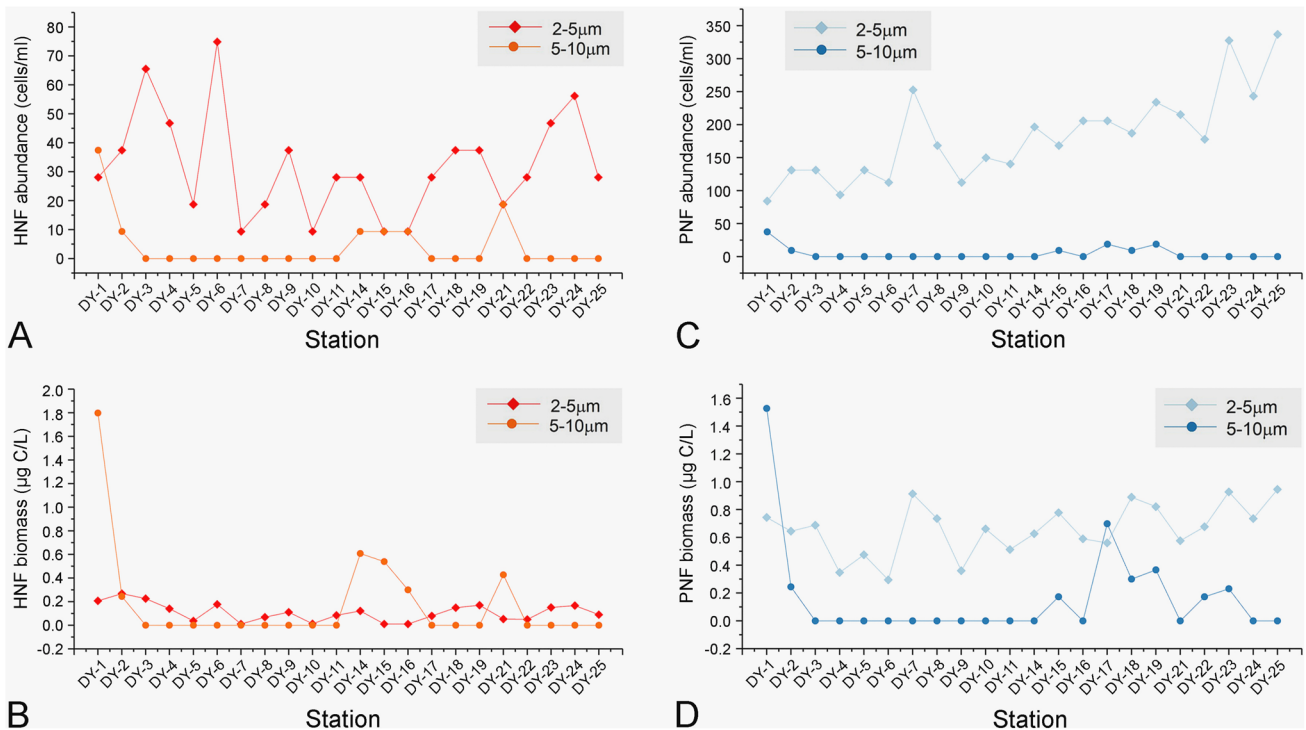 80
70
60
50
40
30
20
10
0
HNF abundance (cells/ml)
2-5μm
5-10μm
DY-1
DY-2
DY-3
DY-4
DY-5
DY-6
DY-7
DY-8
DY-9
DY-10
DY-11
DY-14
DY-15
DY-16
DY-17
DY-18
DY-19
DY-21
DY-22
DY-23
DY-24
DY-25
A
Station
350
300
250
200
150
100
50
0
PNF abundance (cells/ml)
2-5μm
5-10μm
DY-1
DY-2
DY-3
DY-4
DY-5
DY-6
DY-7
DY-8
DY-9
DY-10
DY-11
DY-14
DY-15
DY-16
DY-17
DY-18
DY-19
DY-21
DY-22
DY-23
DY-24
DY-25
C
Station
2.0
1.8
1.6
1.4
1.2
1.0
0.8
0.6
0.4
0.2
0.0
-0.2
HNF biomass (μg C/L)
2-5μm
5-10μm
DY-1
DY-2
DY-3
DY-4
DY-5
DY-6
DY-7
DY-8
DY-9
DY-10
DY-11
DY-14
DY-15
DY-16
DY-17
DY-18
DY-19
DY-21
DY-22
DY-23
DY-24
DY-25
B
Station
1.6
1.4
1.2
1.0
0.8
0.6
0.4
0.2
0.0
-0.2
PNF biomass (μg C/L)
2-5μm
5-10μm
DY-1
DY-2
DY-3
DY-4
DY-5
DY-6
DY-7
DY-8
DY-9
DY-10
DY-11
DY-14
DY-15
DY-16
DY-17
DY-18
DY-19
DY-21
DY-22
DY-23
DY-24
DY-25
D
Station